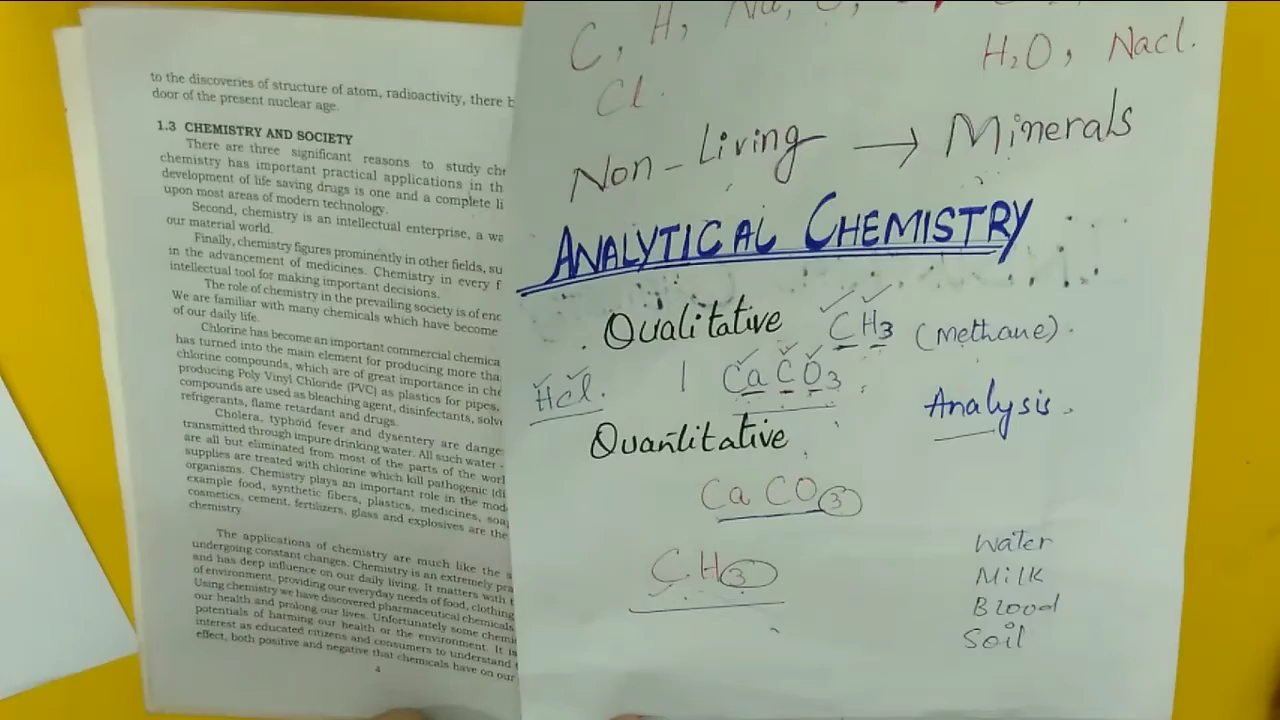 to the discoveries of structure of atom, radioactivity, there
door of the present nuclear age.
1.3 CHEMISTRY AND SOCIETY
There are three significant reasons to study
chemistry has important practical applications in
development of life saving drugs is one and a complete
upon most areas of modern technology.
Second, chemistry is an intellectual enterprise, a
our material world.
Finally, chemistry figures prominently in other fields,
in the advancement of medicines. Chemistry in every
intellectual tool for making important decisions.
The role of chemistry in the prevailing society is of
We are familiar with many chemicals which have become
of our daily life.
Chlorine has become an important commercial
has turned into the main element for producing more
chlorine compounds, which are of great importance in
producing Poly Vinyl Chloride (PVC) as plastics for pipes,
compounds are used as bleaching agent, disinfectants,
refrigerants, flame retardant and drugs.
Cholera, typhoid fever and dysentery are
transmitted through impure drinking water. All such water
are all but eliminated from most of the parts of the
supplies are treated with chlorine which kill pathogenic
organisms. Chemistry plays an important role in the
example food, synthetic fibers, plastics, medicines,
cosmetics, cement, fertilizers, glass and explosives are the
chemistry
The applications of chemistry are much like the
undergoing constant changes. Chemistry is an extremely
and has deep influence on our daily living. It matters with
of environment, providing our everyday needs of food,
Using chemistry we have discovered pharmaceutical chemicals
our health and prolong our lives. Unfortunately some
potentials of harming our health or the environment. It is
interest as educated citizens and consumers to understand
effect, both positive and negative that chemicals have on our
4
C, H, Na,
Cl.
H2O, Nacl.
Non-Living → Minerals
ANALYTICAL CHEMISTRY
Qualitative CH3 (Methane).
HCl. CaCO3
Analysis.
Quantitative
CaCO3
CH3
Water
Milk
Blood
Soil